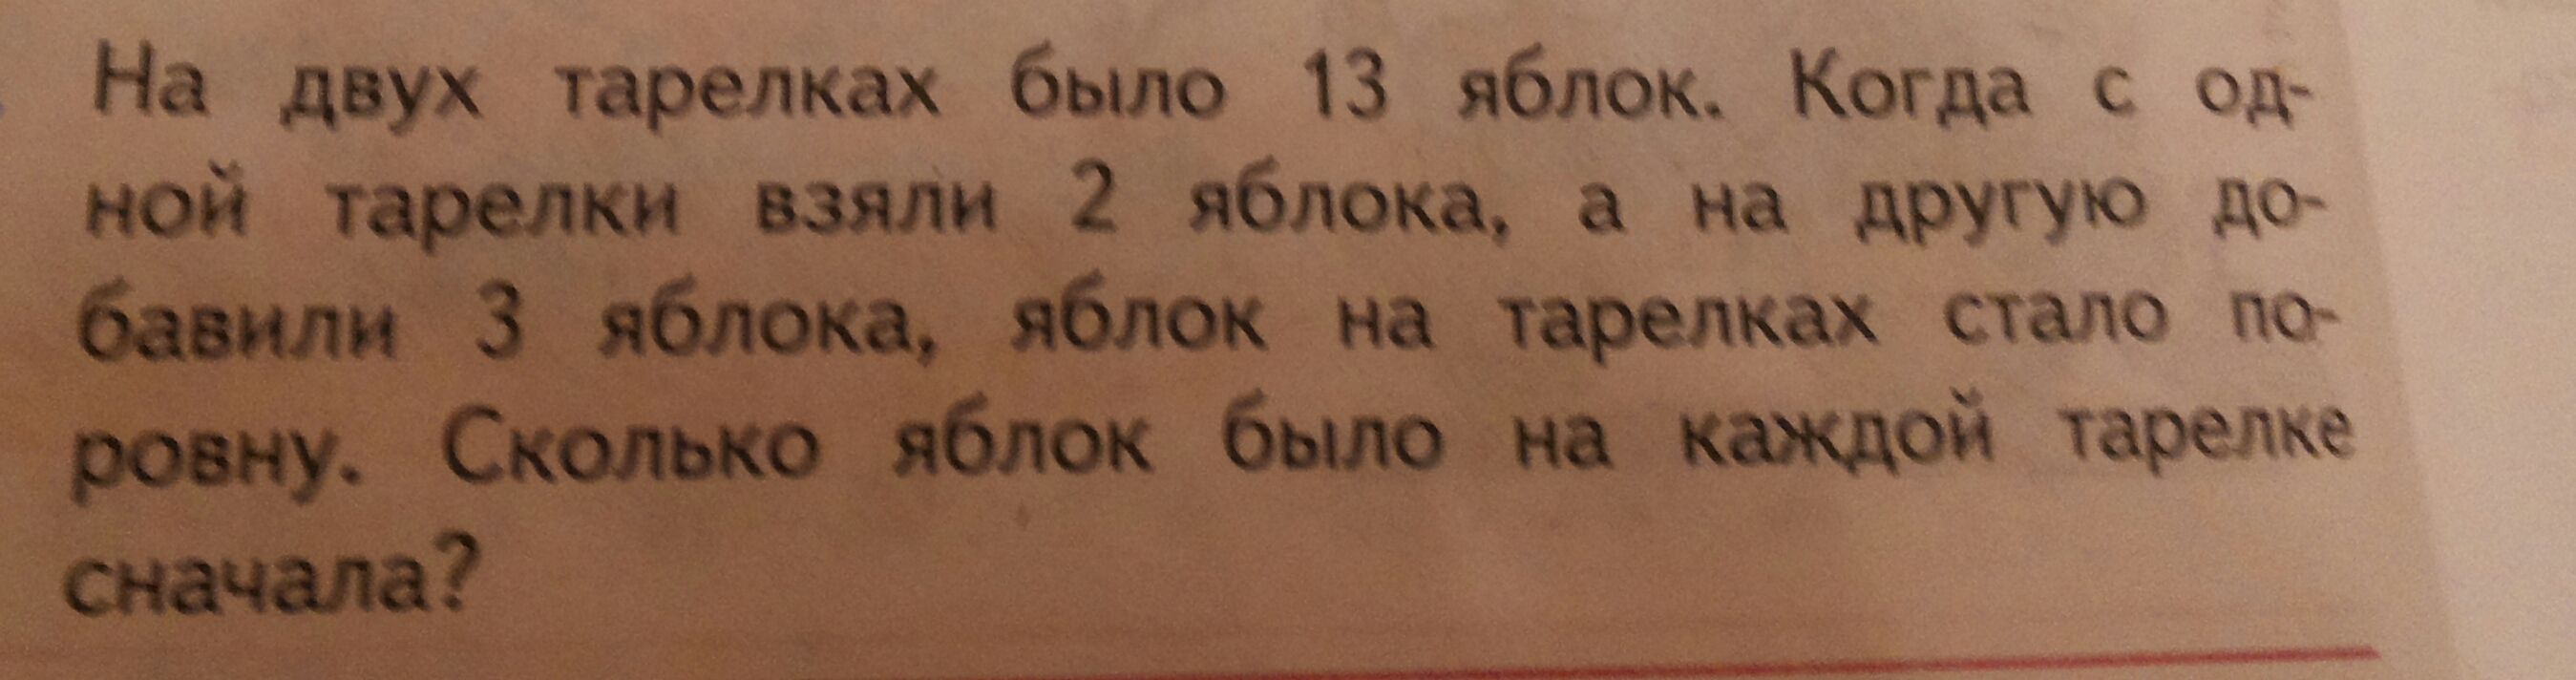 На двух тарелках было 13 яблок. Когда с од-
ной тарелки взяли 2 яблока, а на другую до-
бавили 3 яблока, яблок на тарелках стало по-
ровну. Сколько яблок было на каждой тарелке
сначала?